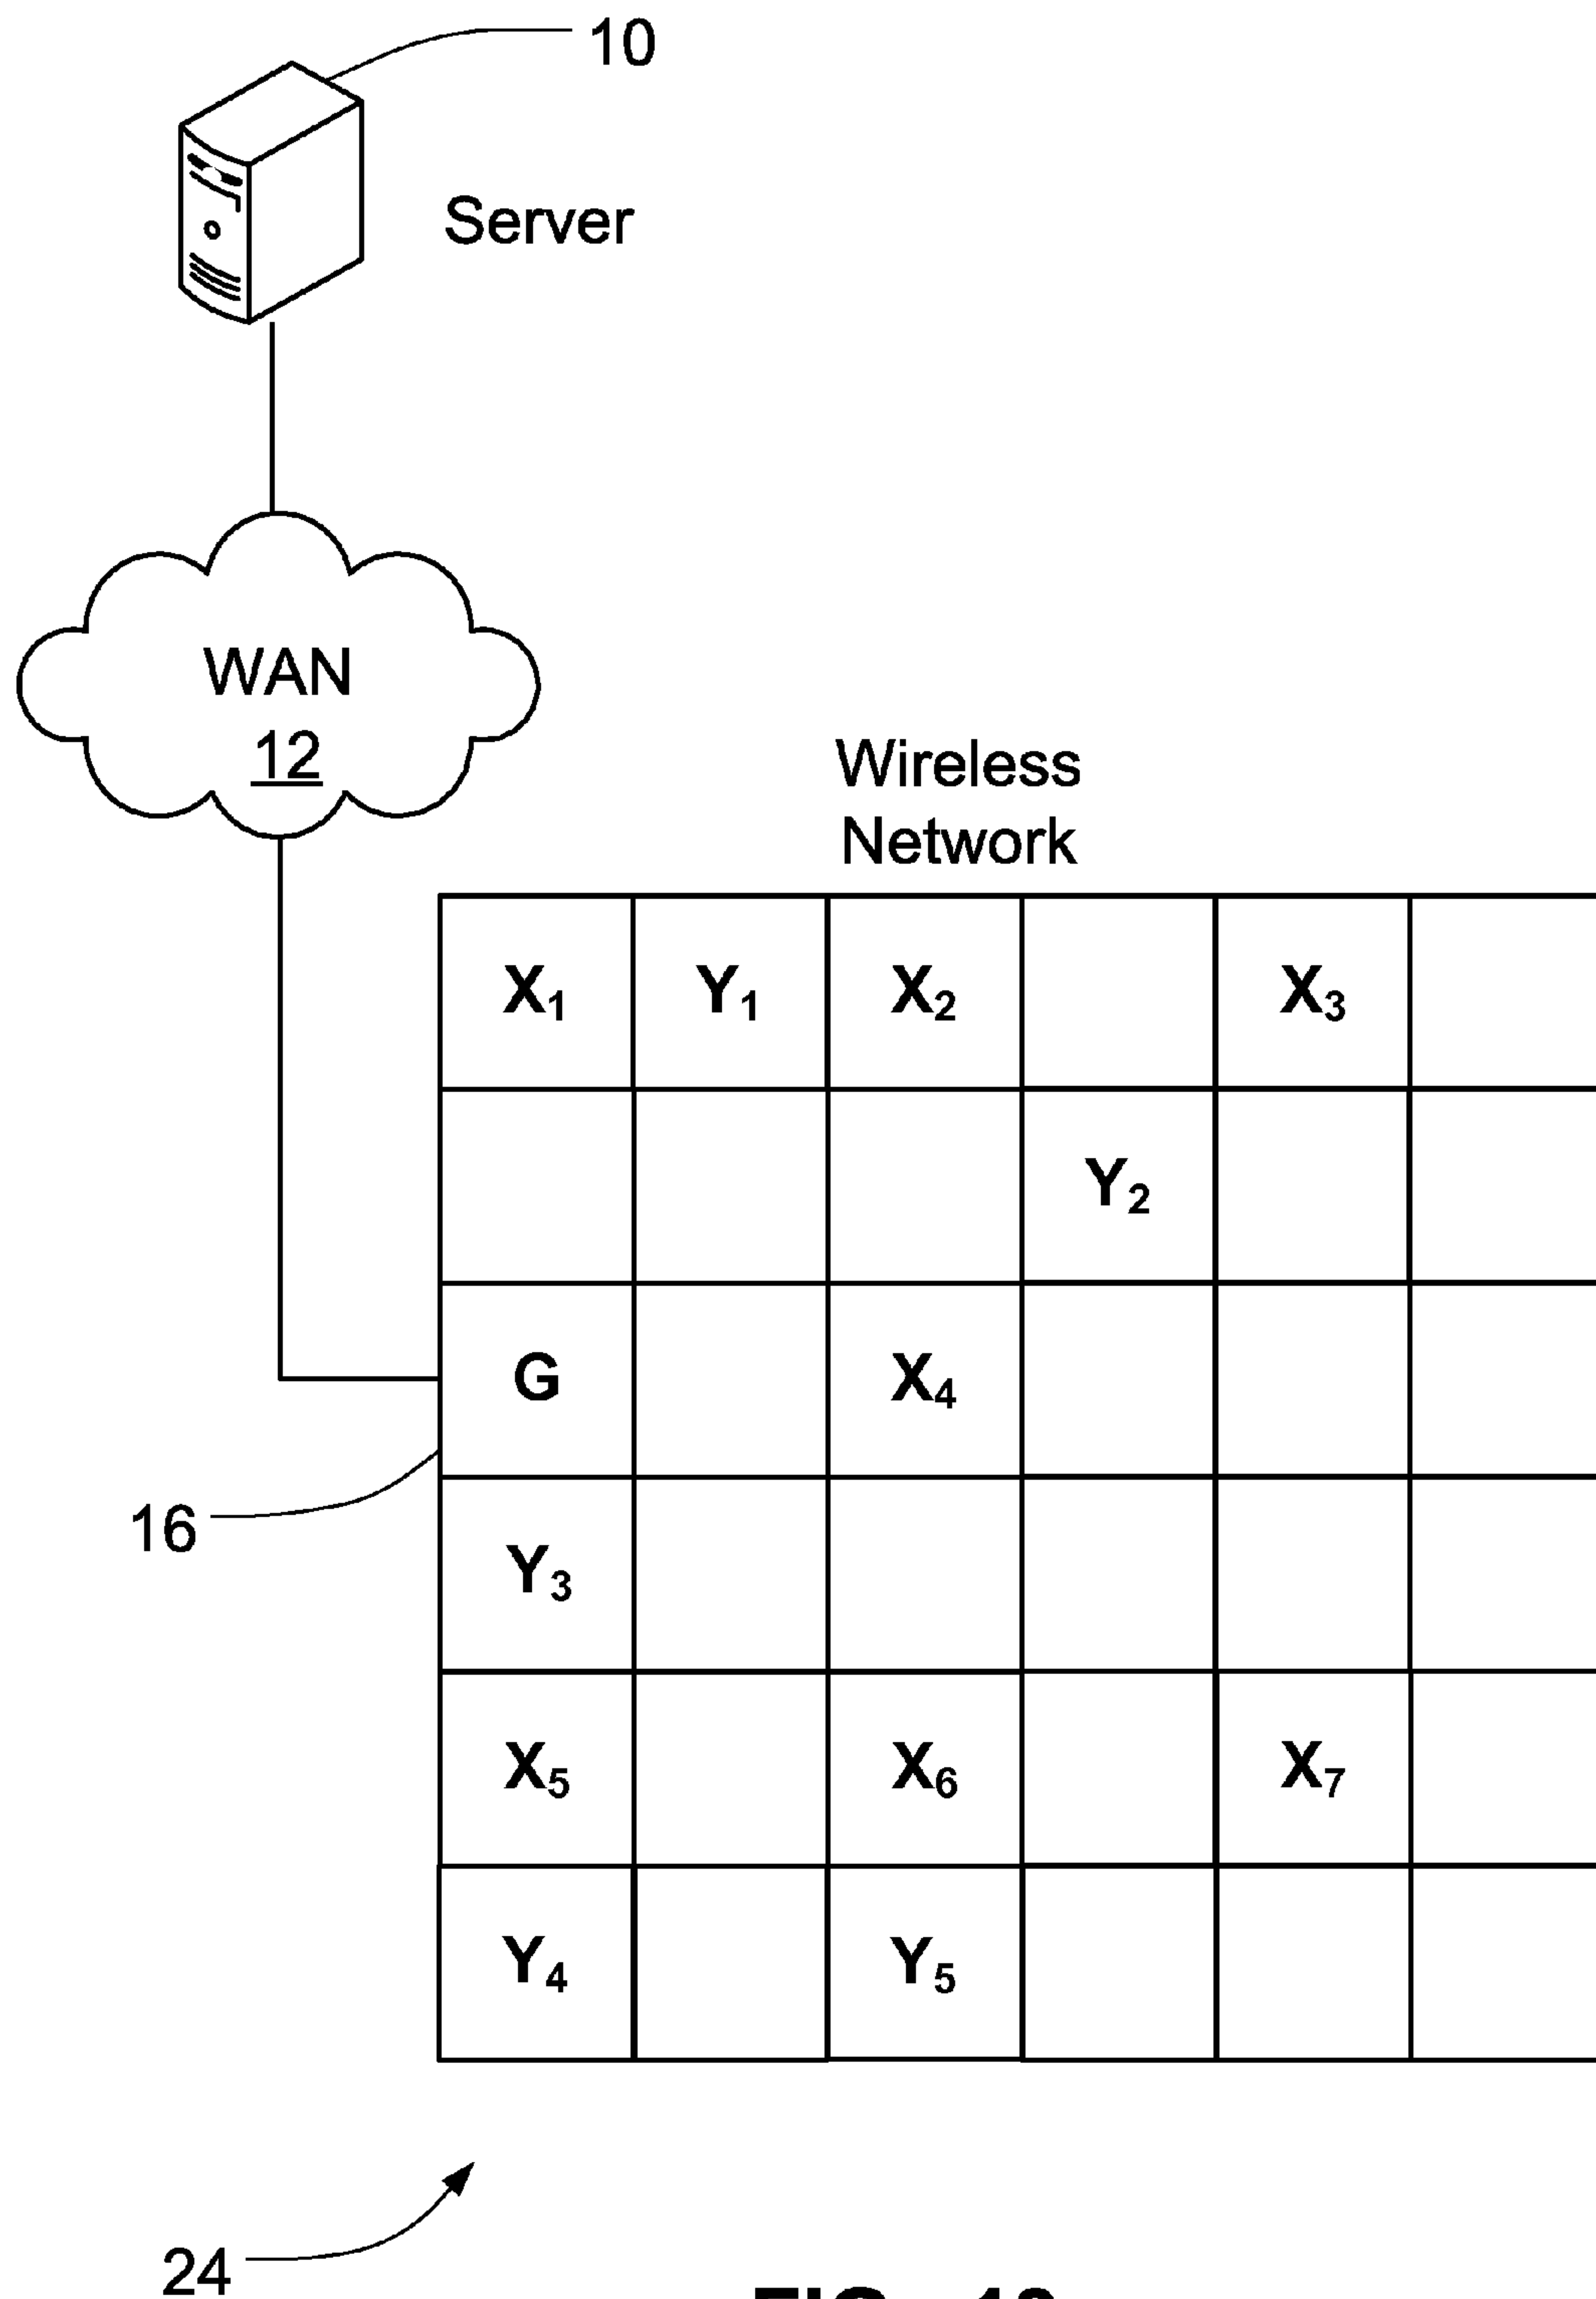 10
Server
WAN
12
Wireless
Network
X1 Y1 X2 X3
Y2
G X4
16
Y3
X5 X6 X7
Y4 Y5
24